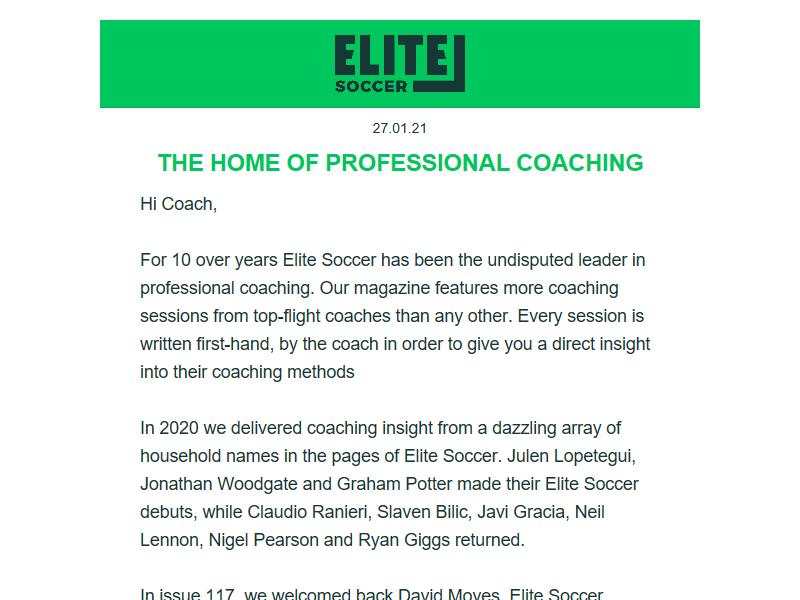 ELITE
SOCCER
27.01.21
THE HOME OF PROFESSIONAL COACHING
Hi Coach,
For 10 over years Elite Soccer has been the undisputed leader in
professional coaching. Our magazine features more coaching
sessions from top-flight coaches than any other. Every session is
written first-hand, by the coach in order to give you a direct insight
into their coaching methods
In 2020 we delivered coaching insight from a dazzling array of
household names in the pages of Elite Soccer. Julen Lopetegui,
Jonathan Woodgate and Graham Potter made their Elite Soccer
debuts, while Claudio Ranieri, Slaven Bilic, Javi Gracia, Neil
Lennon, Nigel Pearson and Ryan Giggs returned.
In issue 117, we welcomed back David Moyes. Elite Soccer